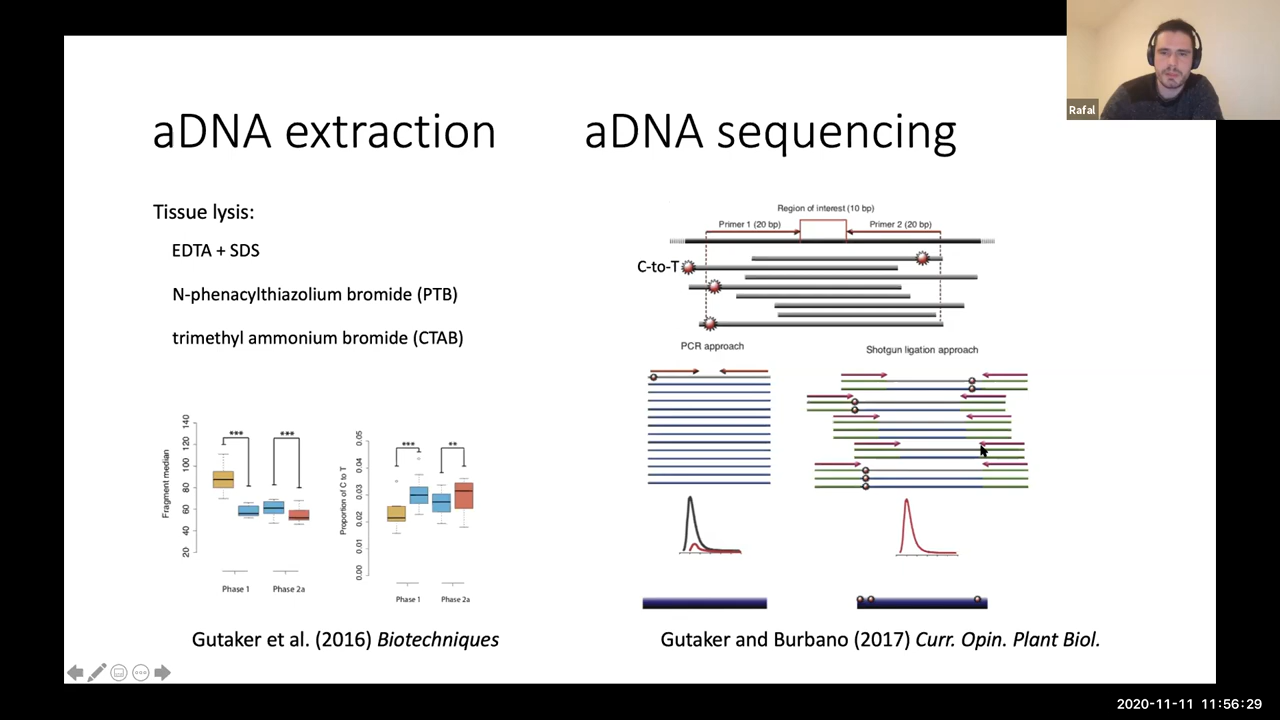 Rafal
aDNA extraction
Tissue lysis:
EDTA + SDS
N-phenacylthiazolium bromide (PTB)
trimethyl ammonium bromide (CTAB)
Fragment median
140
120
100
80
60
40
20
***
***
Phase 1
Phase 2a
Proportion of C to T
0.05
0.04
0.03
0.02
0.01
0.00
***
**
Phase 1
Phase 2a
Gutaker et al. (2016) Biotechniques
aDNA sequencing
Region of interest (10 bp)
Primer 1 (20 bp)
Primer 2 (20 bp)
C-to-T
PCR approach
Shotgun ligation approach
Gutaker and Burbano (2017) Curr. Opin. Plant Biol.
2020-11-11 11:56:29